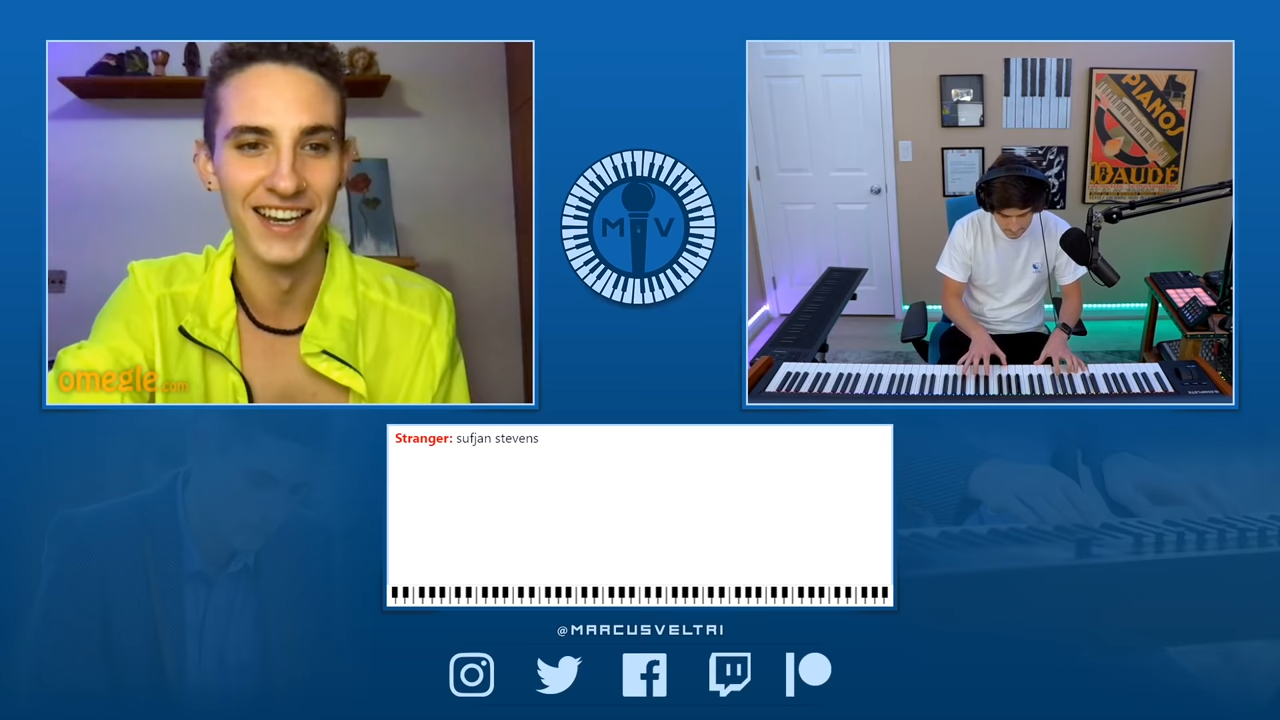 PIANOS
DAUDÉ
M V
omegle.com
Stranger: sufjan stevens
@MARCUSVELTRI